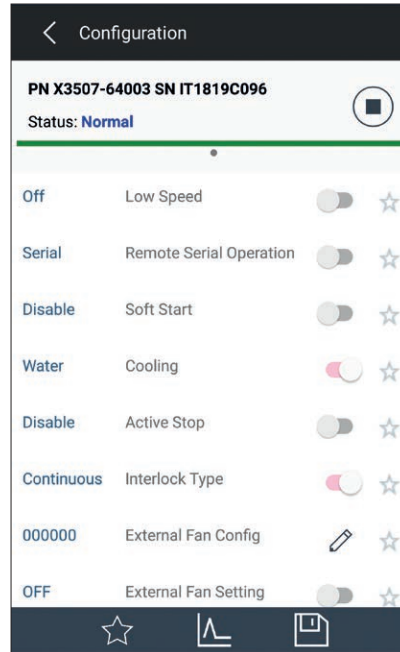 Configuration
PN X3507-64003 SN IT1819C096
Status: Normal
Off Low Speed
Serial Remote Serial Operation
Disable Soft Start
Water Cooling
Disable Active Stop
Continuous Interlock Type
000000 External Fan Config
OFF External Fan Setting